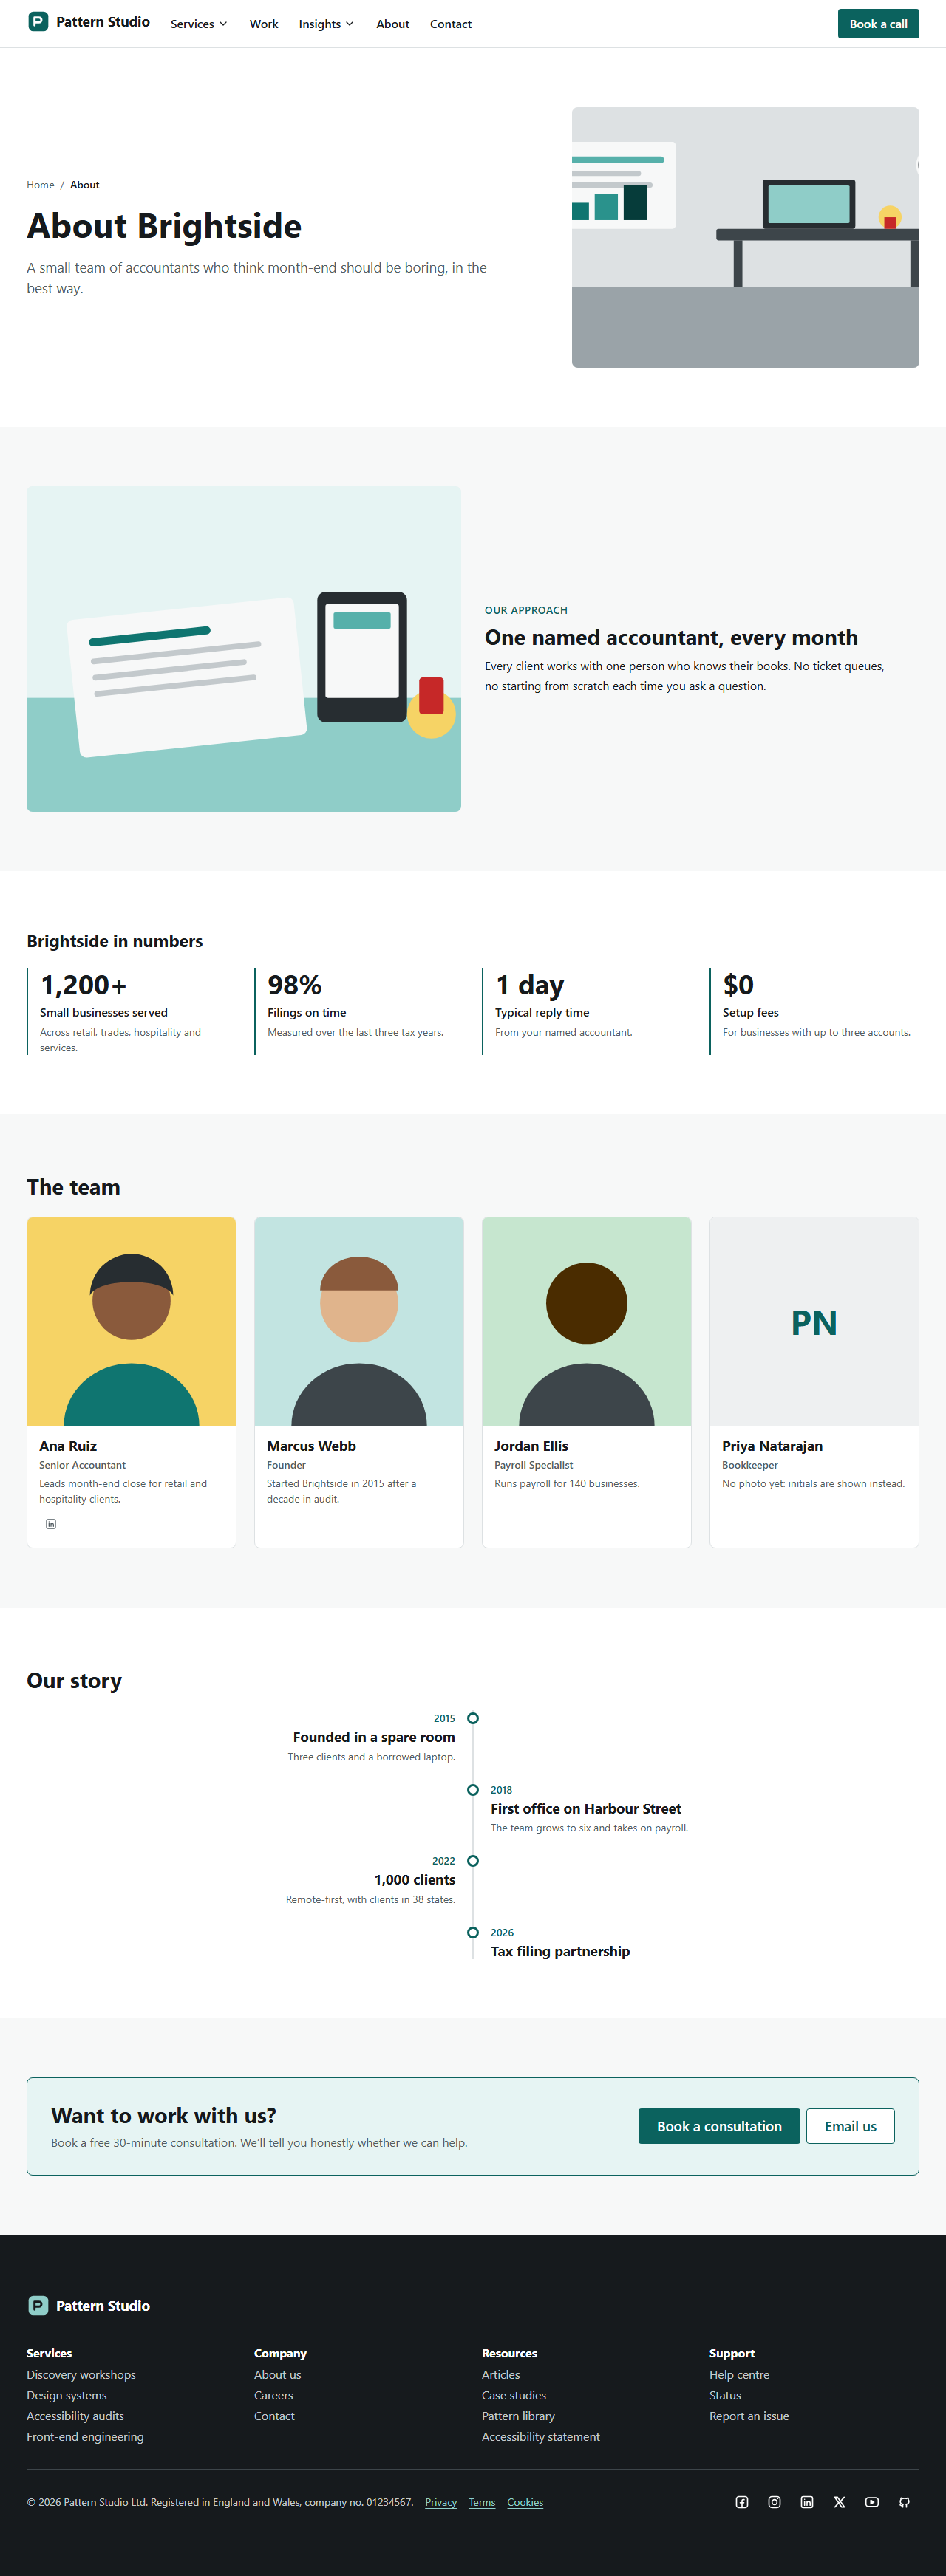 Pattern Studio
Services
Work
Insights
About
Contact
Book a call
Home / About
About Brightside
A small team of accountants who think month-end should be boring, in the
best way.
OUR APPROACH
One named accountant, every month
Every client works with one person who knows their books. No ticket queues,
no starting from scratch each time you ask a question.
Brightside in numbers
1,200+
Small businesses served
Across retail, trades, hospitality and
services.
98%
Filings on time
Measured over the last three tax years.
1 day
Typical reply time
From your named accountant.
$0
Setup fees
For businesses with up to three accounts.
The team
Ana Ruiz
Senior Accountant
Leads month-end close for retail and
hospitality clients.
Marcus Webb
Founder
Started Brightside in 2015 after a
decade in audit.
Jordan Ellis
Payroll Specialist
Runs payroll for 140 businesses.
PN
Priya Natarajan
Bookkeeper
No photo yet: initials are shown instead.
Our story
2015
Founded in a spare room
Three clients and a borrowed laptop.
2018
First office on Harbour Street
The team grows to six and takes on payroll.
2022
1,000 clients
Remote-first, with clients in 38 states.
2026
Tax filing partnership
Want to work with us?
Book a free 30-minute consultation. We'll tell you honestly whether we can help.
Book a consultation
Email us
Pattern Studio
Services
Discovery workshops
Design systems
Accessibility audits
Front-end engineering
Company
About us
Careers
Contact
Resources
Articles
Case studies
Pattern library
Accessibility statement
Support
Help centre
Status
Report an issue
© 2026 Pattern Studio Ltd. Registered in England and Wales, company no. 01234567.
Privacy
Terms
Cookies